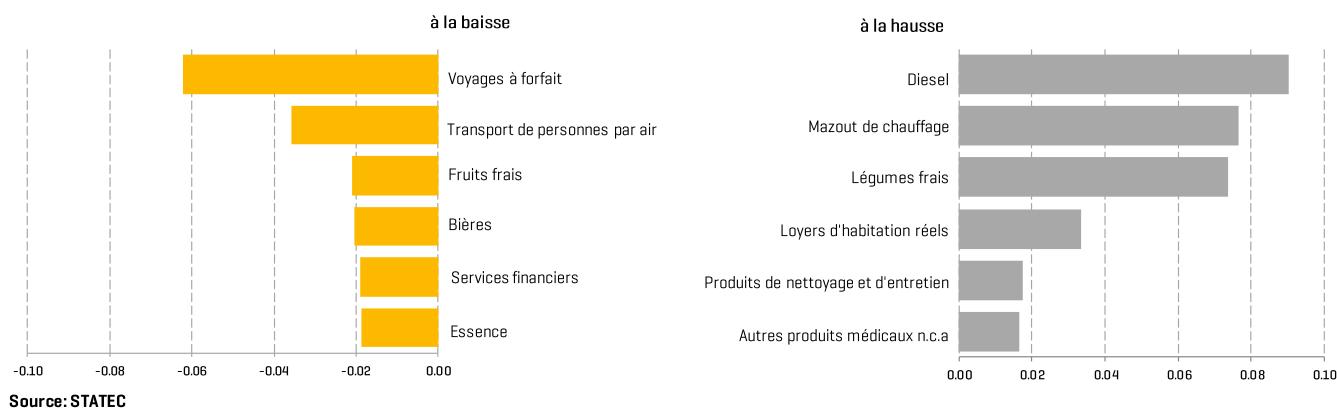 à la baisse
Voyages à forfait
Transport de personnes par air
Fruits frais
Bières
Services financiers
Essence
-0.10 -0.08 -0.06 -0.04 -0.02 0.00
à la hausse
Diesel
Mazout de chauffage
Légumes frais
Loyers d'habitation réels
Produits de nettoyage et d'entretien
Autres produits médicaux n.c.a
0.00 0.02 0.04 0.06 0.08 0.10
Source: STATEC